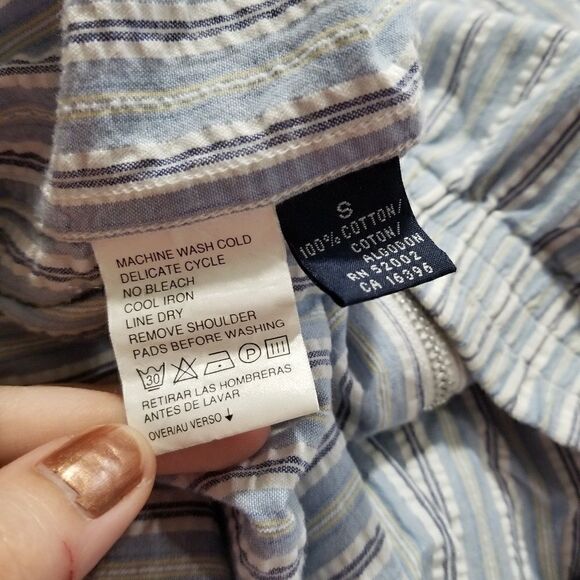 MACHINE WASH COLD
DELICATE CYCLE
NO BLEACH
COOL IRON
LINE DRY
REMOVE SHOULDER
PADS BEFORE WASHING
30 P
RETIRAR LAS HOMBRERAS
ANTES DE LAVAR
OVER/AU VERSO
S
100% COTTON/
COTON/
ALGODON
RN 52002
CA 16396